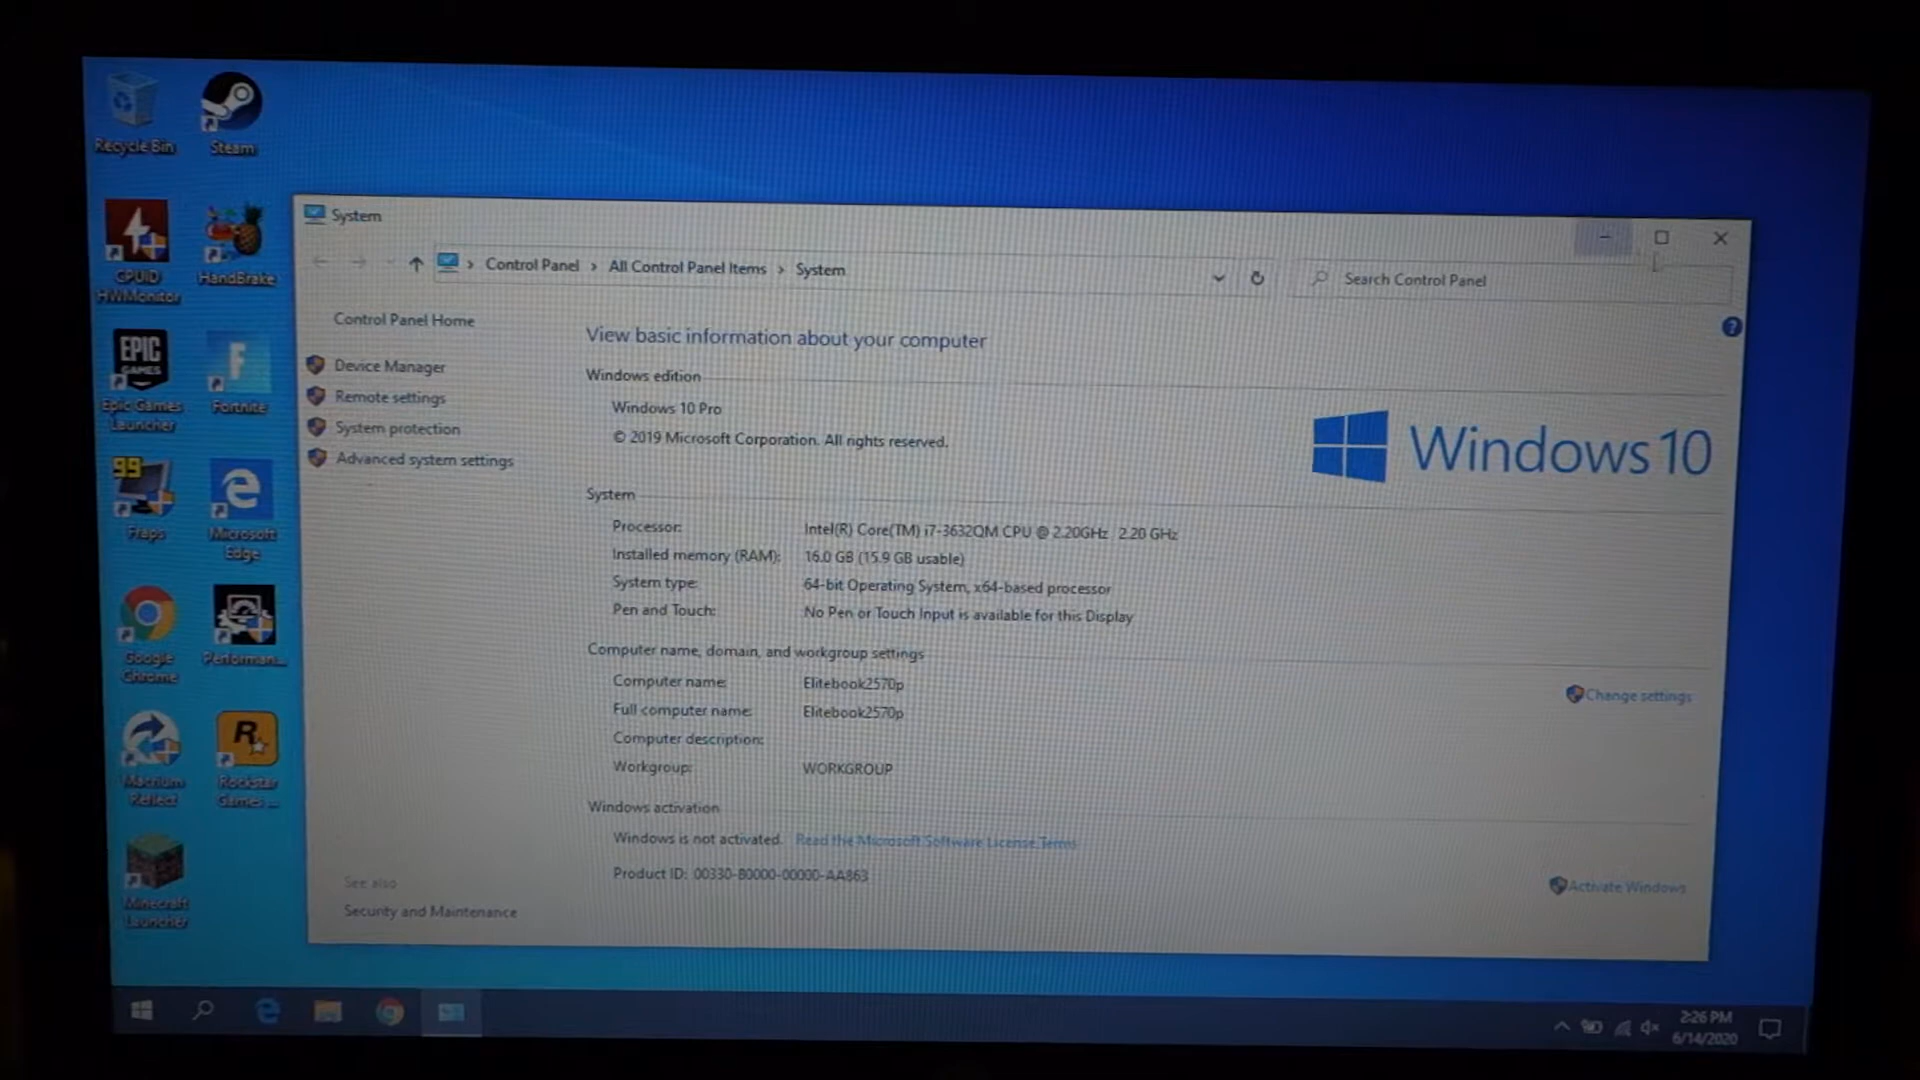 Recycle Bin
Steam
CPUID
HWMonitor
HandBrake
EPIC
GAMES
Epic Games
Launcher
Fortnite
99
Fraps
Microsoft
Edge
Google
Chrome
Performan...
Macrium
Reflect
Rockstar
Games ...
Minecraft
Launcher
System
Control Panel > All Control Panel Items > System
Search Control Panel
Control Panel Home
Device Manager
Remote settings
System protection
Advanced system settings
See also
Security and Maintenance
View basic information about your computer
Windows edition
Windows 10 Pro
© 2019 Microsoft Corporation. All rights reserved.
Windows 10
System
Processor: Intel(R) Core(TM) i7-3632QM CPU @ 2.20GHz 2.20 GHz
Installed memory (RAM): 16.0 GB (15.9 GB usable)
System type: 64-bit Operating System, x64-based processor
Pen and Touch: No Pen or Touch Input is available for this Display
Computer name, domain, and workgroup settings
Computer name: Elitebook2570p
Change settings
Full computer name: Elitebook2570p
Computer description:
Workgroup: WORKGROUP
Windows activation
Windows is not activated. Read the Microsoft Software License Terms
Product ID: 00330-80000-00000-AA863
Activate Windows
2:26 PM
6/14/2020